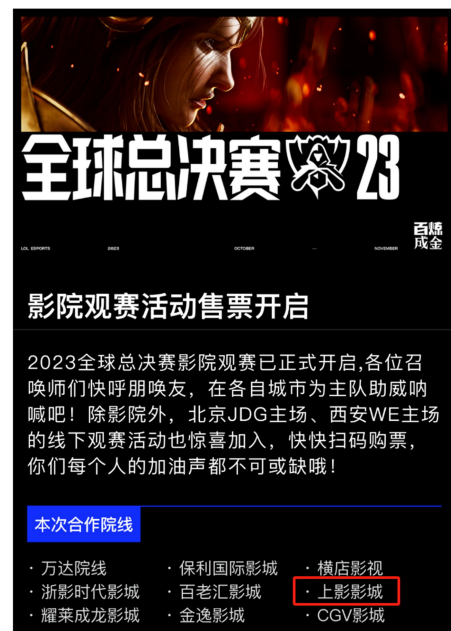 全球总决赛 23
百炼
成金
LOL ESPORTS 2023 OCTOBER — NOVEMBER
影院观赛活动售票开启
2023全球总决赛影院观赛已正式开启,各位召
唤师们快呼朋唤友，在各自城市为主队助威呐
喊吧！除影院外，北京JDG主场、西安WE主场
的线下观赛活动也惊喜加入，快快扫码购票，
你们每个人的加油声都不可或缺哦！
本次合作院线
· 万达院线 · 保利国际影城 · 横店影视
· 浙影时代影城 · 百老汇影城 · 上影影城
· 耀莱成龙影城 · 金逸影城 · CGV影城